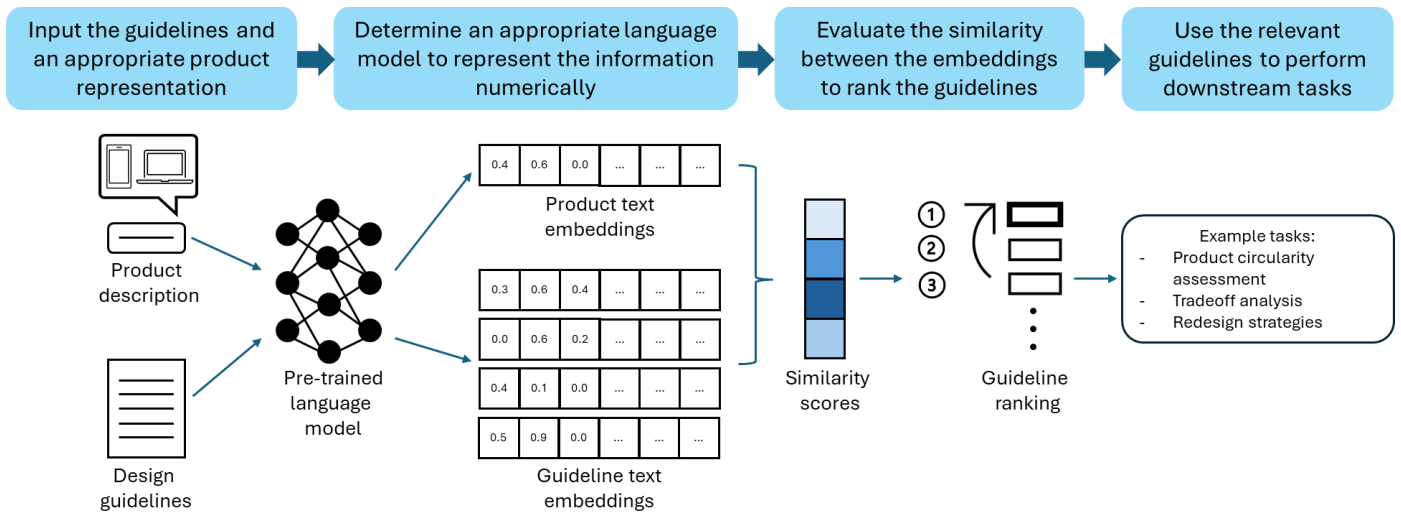 Input the guidelines and
an appropriate product
representation
Determine an appropriate language
model to represent the information
numerically
Evaluate the similarity
between the embeddings
to rank the guidelines
Use the relevant
guidelines to perform
downstream tasks
Product
description
Design
guidelines
Pre-trained
language
model
0.4 0.6 0.0 ... ... ...
Product text
embeddings
0.3 0.6 0.4 ... ... ...
0.0 0.6 0.2 ... ... ...
0.4 0.1 0.0 ... ... ...
0.5 0.9 0.0 ... ... ...
Guideline text
embeddings
Similarity
scores
1
2
3
Guideline
ranking
Example tasks:
- Product circularity
assessment
- Tradeoff analysis
- Redesign strategies